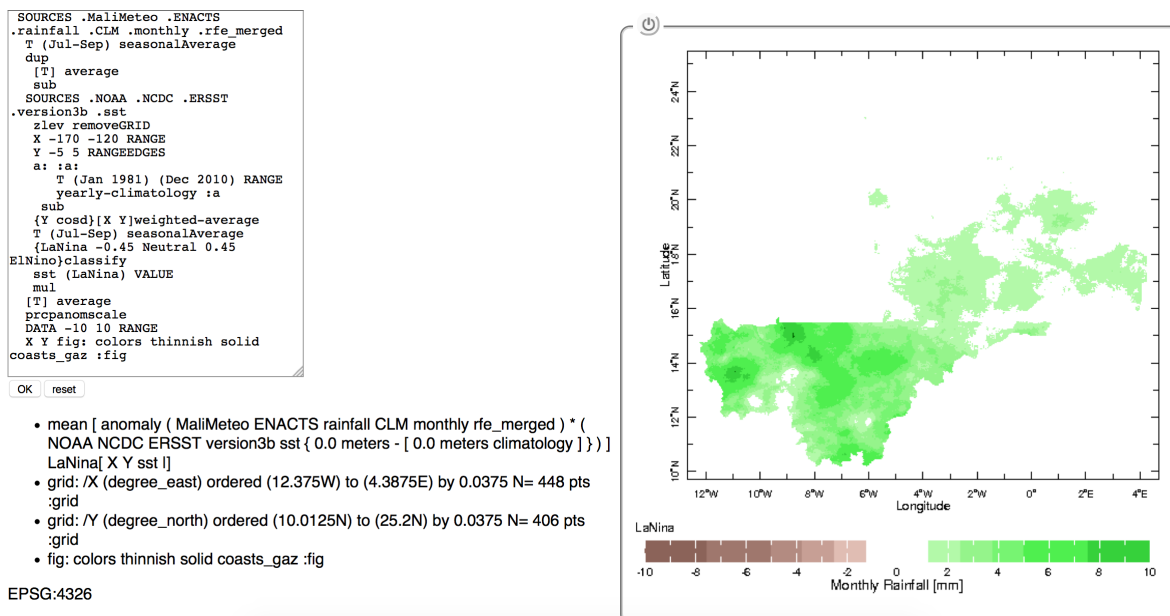 SOURCES .MaliMeteo .ENACTS
.rainfall .CLM .monthly .rfe_merged
T (Jul-Sep) seasonalAverage
dup
[T] average
sub
SOURCES .NOAA .NCDC .ERSST
.version3b .sst
zlev removeGRID
X -170 -120 RANGE
Y -5 5 RANGEEDGES
a: :a:
T (Jan 1981) (Dec 2010) RANGE
yearly-climatology :a
sub
{Y cosd}[X Y]weighted-average
T (Jul-Sep) seasonalAverage
{LaNina -0.45 Neutral 0.45
ElNino}classify
sst (LaNina) VALUE
mul
[T] average
prcpanomscale
DATA -10 10 RANGE
X Y fig: colors thinnish solid
coasts_gaz :fig
OK reset
• mean [ anomaly ( MaliMeteo ENACTS rainfall CLM monthly rfe_merged ) * (
NOAA NCDC ERSST version3b sst { 0.0 meters - [ 0.0 meters climatology ] } ) ]
LaNina[ X Y sst |]
• grid: /X (degree_east) ordered (12.375W) to (4.3875E) by 0.0375 N= 448 pts
:grid
• grid: /Y (degree_north) ordered (10.0125N) to (25.2N) by 0.0375 N= 406 pts
:grid
• fig: colors thinnish solid coasts_gaz :fig
EPSG:4326
24°N
22°N
20°N
18°N
16°N
14°N
12°N
10°N
Latitude
12°W 10°W 8°W 6°W 4°W 2°W 0° 2°E 4°E
Longitude
LaNina
-10 -8 -6 -4 -2 0 2 4 6 8 10
Monthly Rainfall [mm]